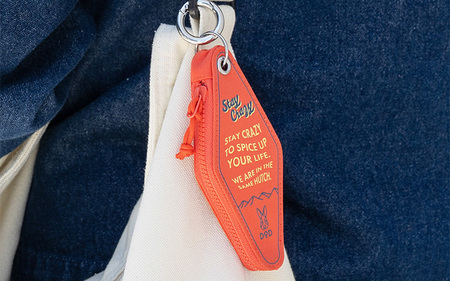 Stay
Crazy
STAY CRAZY
TO SPICE UP
YOUR LIFE.
WE ARE IN THE
SAME HUTCH.
DOD